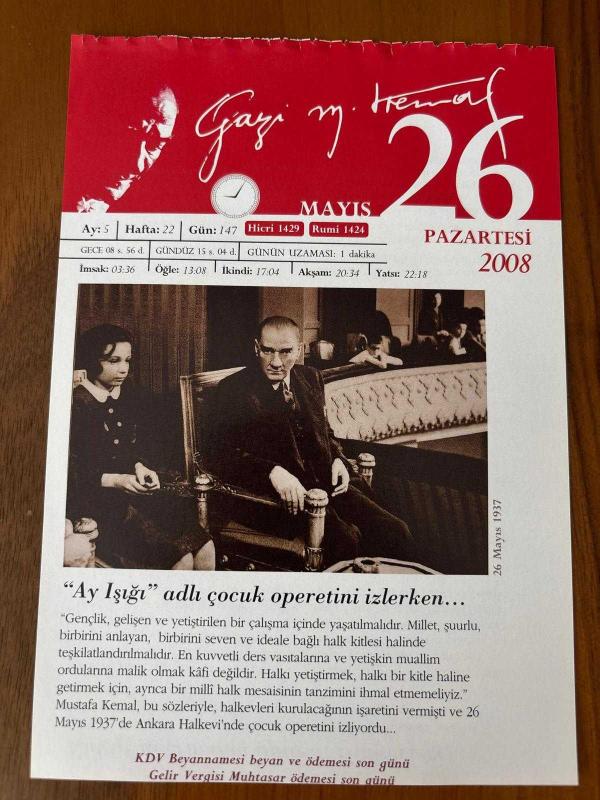 Gazi M. Kemal
26
MAYIS
PAZARTESİ
2008
Ay: 5 Hafta: 22 Gün: 147 Hicri 1429 Rumi 1424
GECE 08 s. 56 d. GÜNDÜZ 15 s. 04 d. GÜNÜN UZAMASI: 1 dakika
İmsak: 03:36 Öğle: 13:08 İkindi: 17:04 Akşam: 20:34 Yatsı: 22:18
26 Mayıs 1937
“Ay Işığı” adlı çocuk operetini izlerken...
“Gençlik, gelişen ve yetiştirilen bir çalışma içinde yaşatılmalıdır. Millet, şuurlu,
birbirini anlayan, birbirini seven ve ideale bağlı halk kitlesi halinde
teşkilatlandırılmalıdır. En kuvvetli ders vasıtalarına ve yetişkin muallim
ordularına malik olmak kâfi değildir. Halkı yetiştirmek, halkı bir kitle haline
getirmek için, ayrıca bir millî halk mesaisinin tanzimini ihmal etmemeliyiz.”
Mustafa Kemal, bu sözleriyle, halkevleri kurulacağının işaretini vermişti ve 26
Mayıs 1937'de Ankara Halkevi'nde çocuk operetini izliyordu...
KDV Beyannamesi beyan ve ödemesi son günü
Gelir Vergisi Muhtasar ödemesi son günü